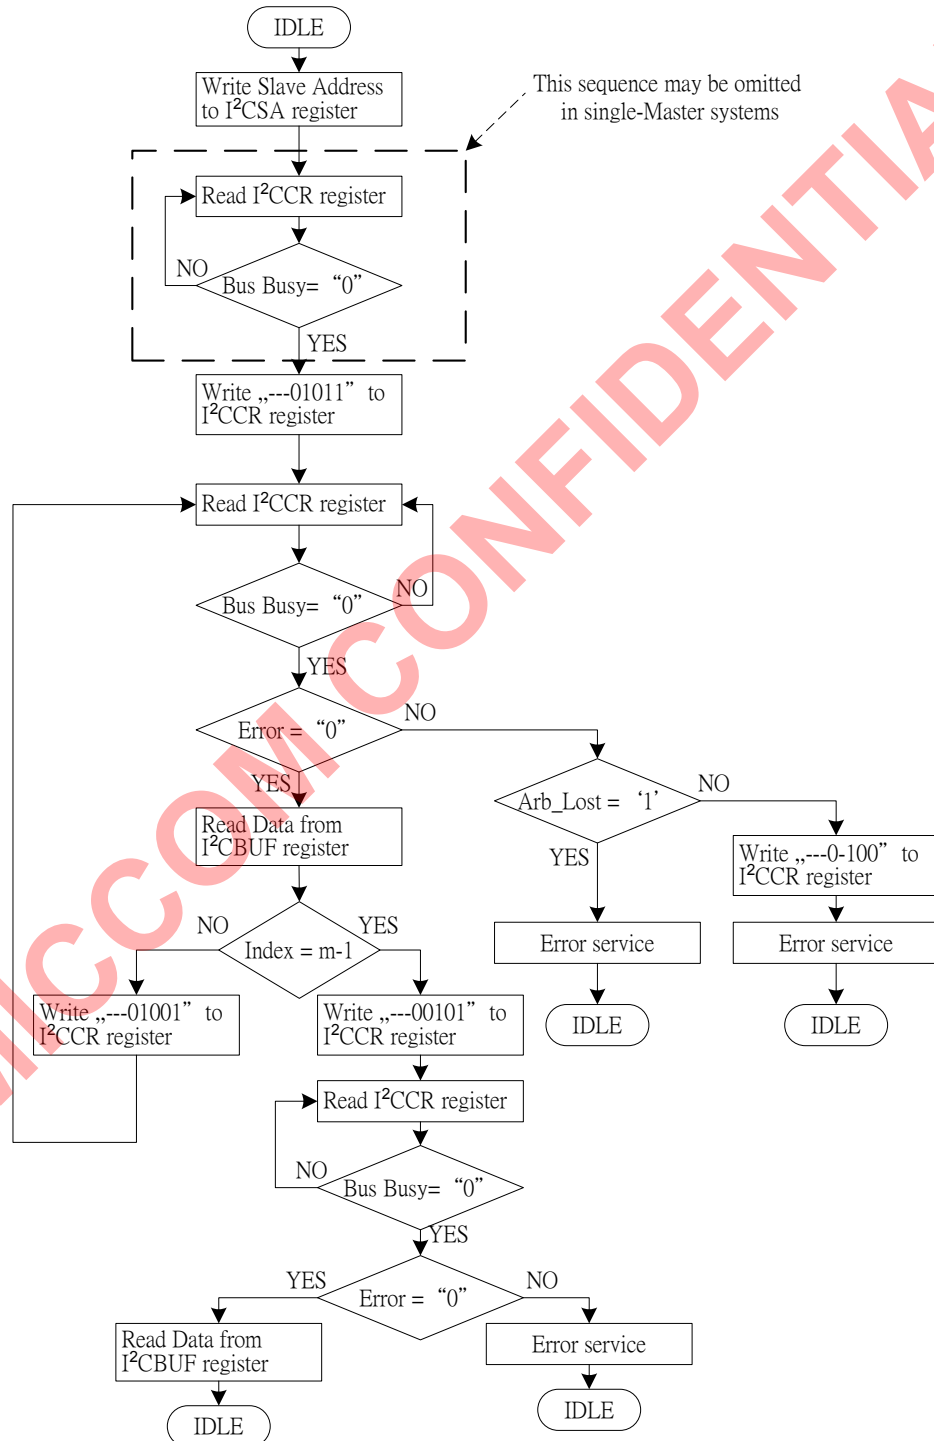 IDLE
Write Slave Address
to I²CSA register
This sequence may be omitted
in single-Master systems
Read I²CCR register
NO
Bus Busy= “0”
YES
Write „---01011” to
I²CCR register
Read I²CCR register
NO
Bus Busy= “0”
YES
Error = “0”
NO
YES
Arb_Lost = ‘1’
NO
YES
Read Data from
I²CBUF register
Write „---0-100” to
I²CCR register
NO
Index = m-1
YES
Error service
Error service
Write „---01001” to
I²CCR register
Write „---00101” to
I²CCR register
IDLE
IDLE
Read I²CCR register
NO
Bus Busy= “0”
YES
YES
Error = “0”
NO
Read Data from
I²CBUF register
Error service
IDLE
IDLE
MICCOM CONFIDENTIA